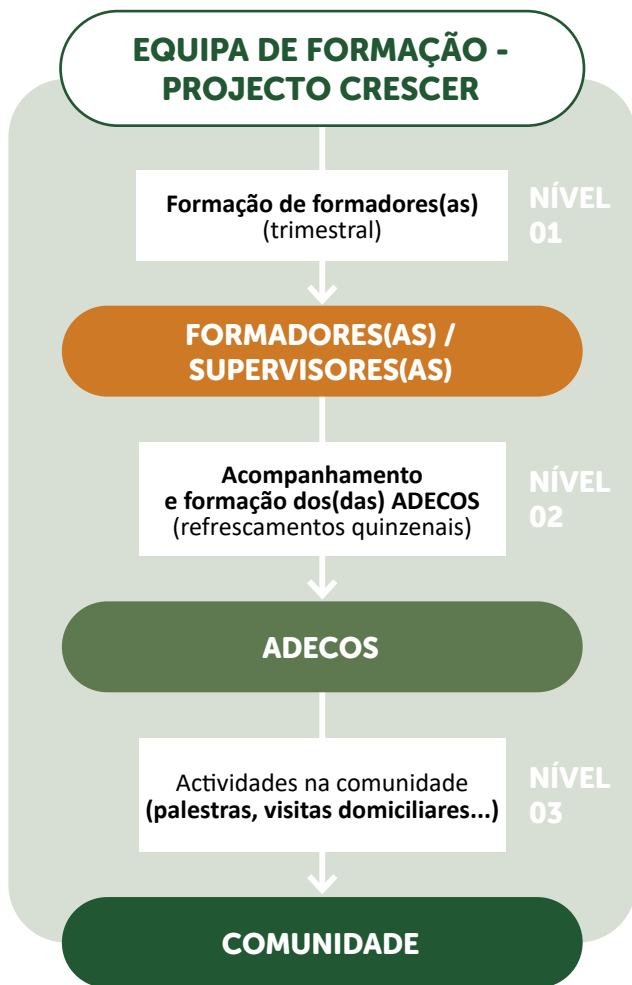 EQUIPA DE FORMAÇÃO -
PROJECTO CRESCER
Formação de formadores(as)
(trimestral)
NÍVEL
01
FORMADORES(AS) /
SUPERVISORES(AS)
Acompanhamento
e formação dos(das) ADECOS
(refrescamentos quinzenais)
NÍVEL
02
ADECOS
Actividades na comunidade
(palestras, visitas domiciliares...)
NÍVEL
03
COMUNIDADE